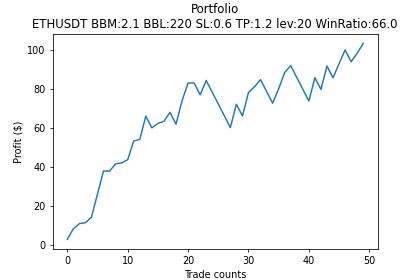 Portfolio
ETHUSDT BBM:2.1 BBL:220 SL:0.6 TP:1.2 lev:20 WinRatio:66.0
100
80
60
40
20
0
Profit ($)
0 10 20 30 40 50
Trade counts